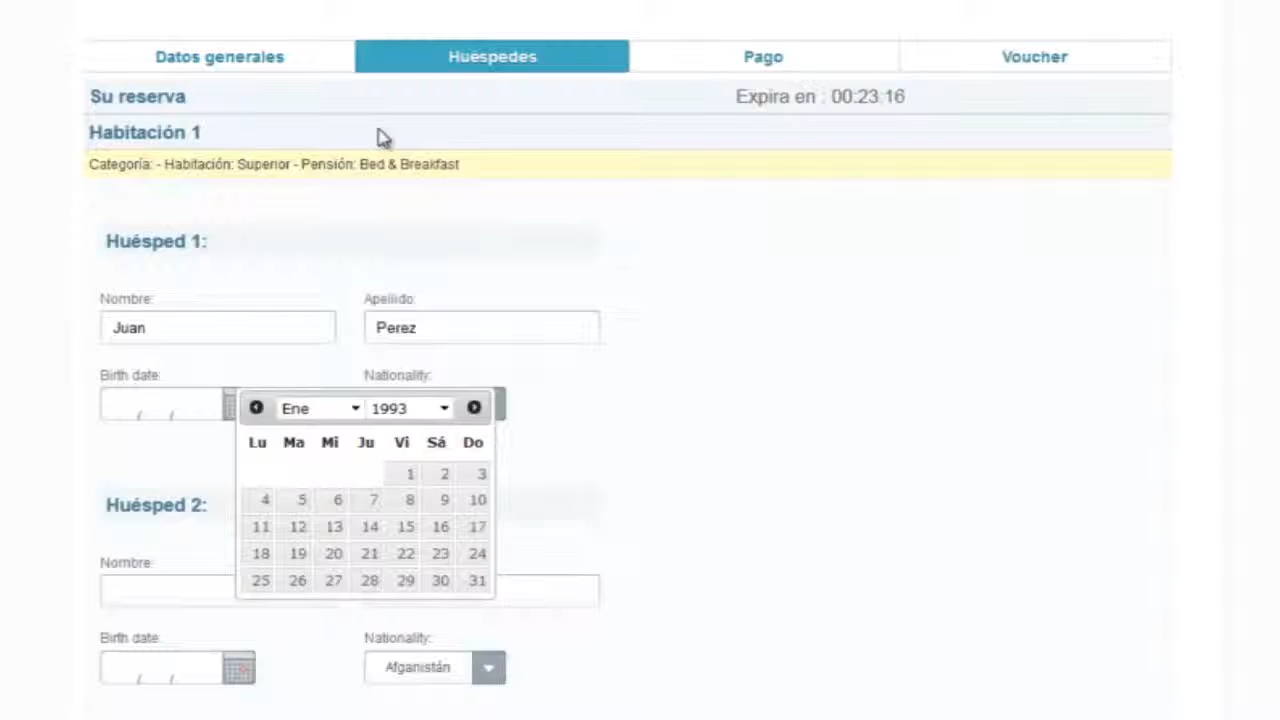 Datos generales Huéspedes Pago Voucher
Su reserva Expira en : 00:23:16
Habitación 1
Categoría: - Habitación: Superior - Pensión: Bed & Breakfast
Huésped 1:
Nombre: Apellido:
Juan Perez
Birth date: Nationality:
/ / Ene 1993
Lu Ma Mi Ju Vi Sá Do
1 2 3
4 5 6 7 8 9 10
Huésped 2:
11 12 13 14 15 16 17
18 19 20 21 22 23 24
Nombre:
25 26 27 28 29 30 31
Birth date: Nationality:
/ / Afganistán